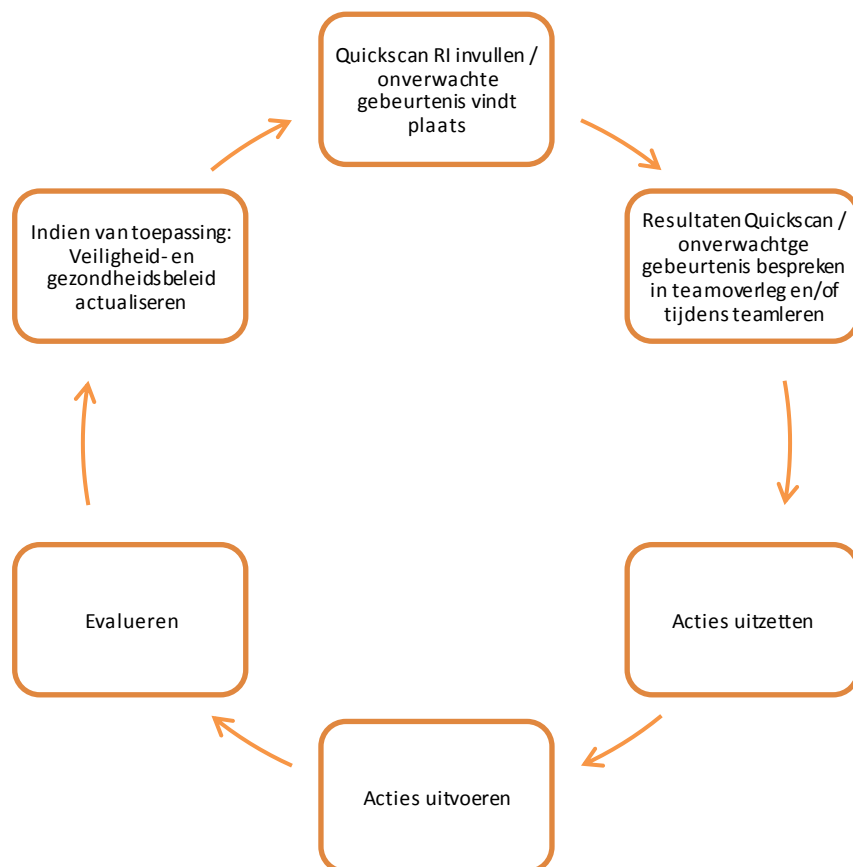 Quickscan RI invullen /
onverwachte
gebeurtenis vindt
plaats
Resultaten Quickscan /
onverwachtge
gebeurtenis bespreken
in teamoverleg en/of
tijdens teamleren
Acties uitzetten
Acties uitvoeren
Evalueren
Indien van toepassing:
Veiligheid- en
gezondheidsbeleid
actualiseren